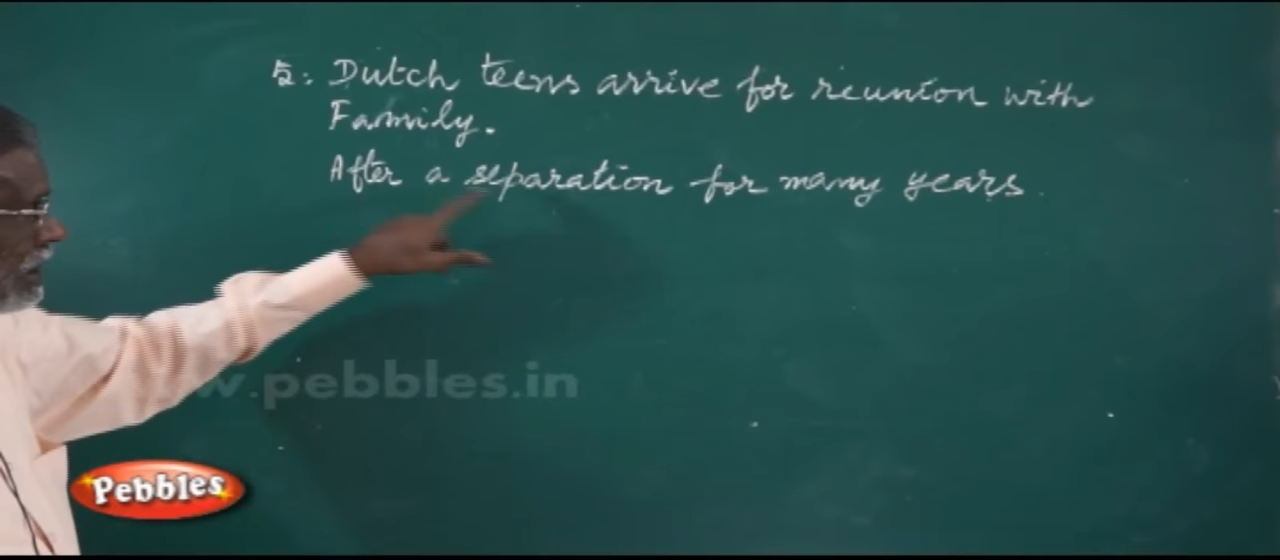 5. Dutch teens arrive for reunion with
Family.
After a separation for many years
w.pebbles.in
Pebbles